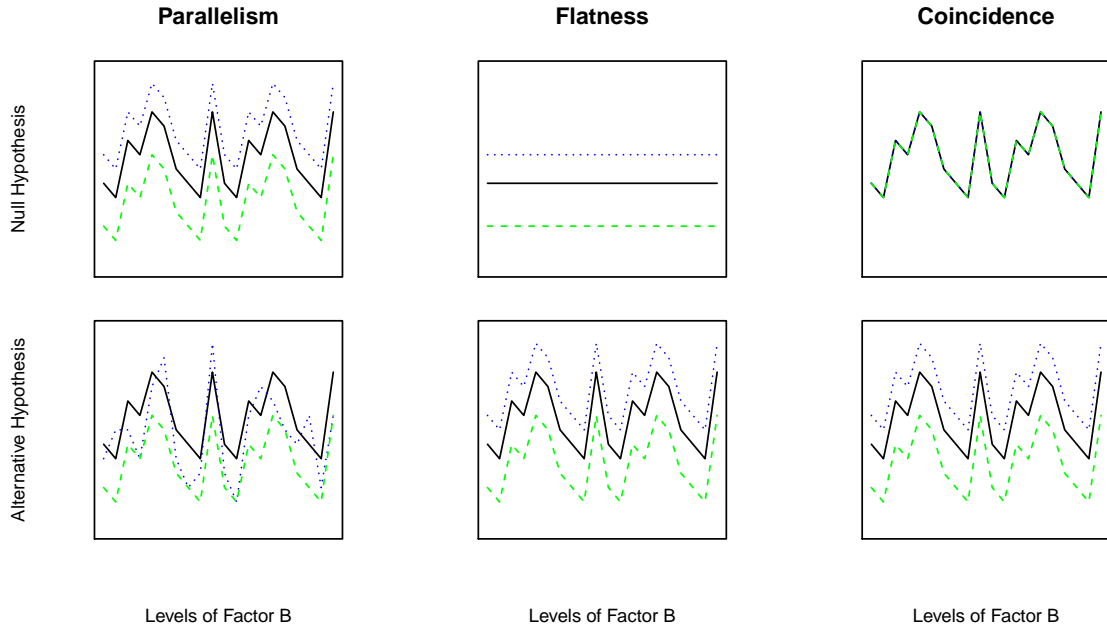 Parallelism
Flatness
Coincidence
Null Hypothesis
Alternative Hypothesis
Levels of Factor B
Levels of Factor B
Levels of Factor B